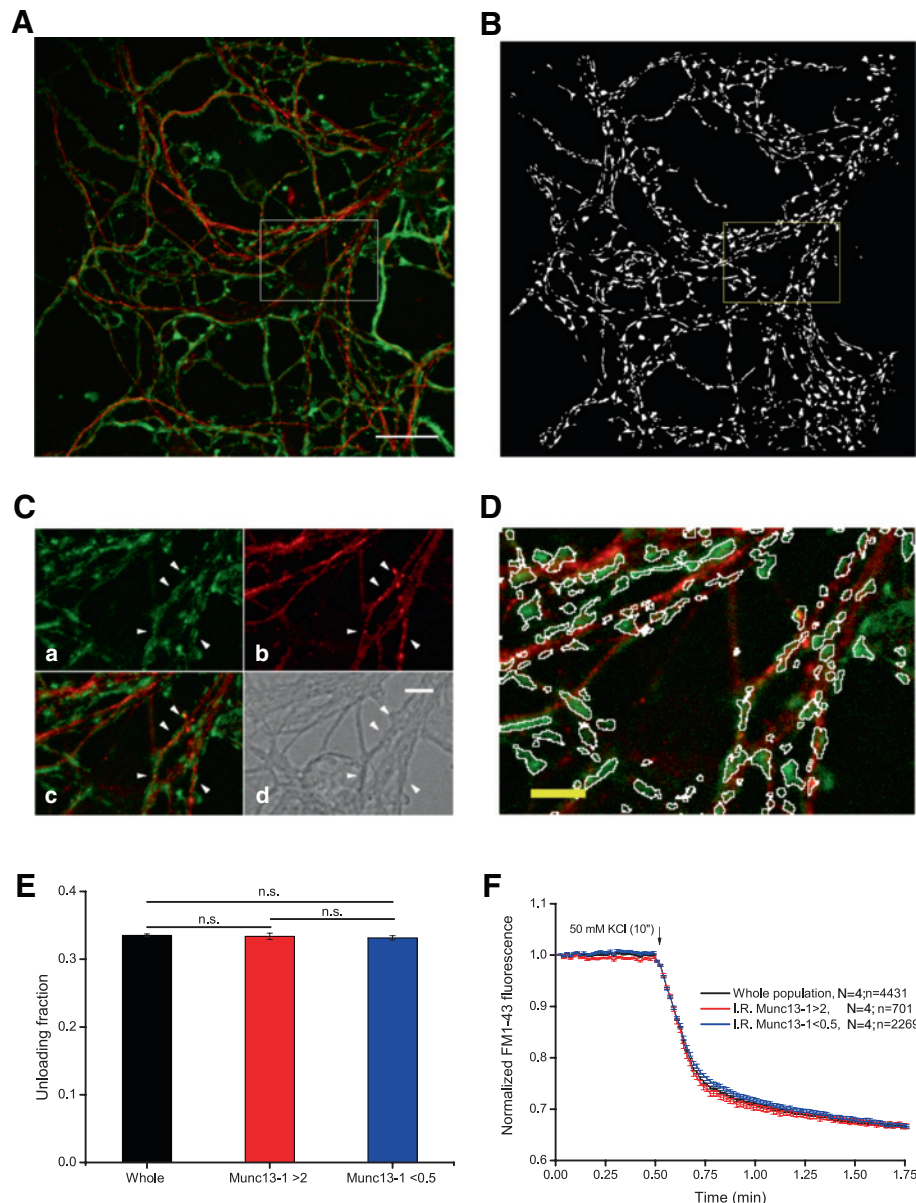 A
B
C
a
b
c
d
D
E
0.4
0.3
0.2
0.1
0.0
Unloading fraction
n.s.
n.s.
n.s.
Whole
Munc13-1 >2
Munc13-1 <0.5
F
1.1
1.0
0.9
0.8
0.7
0.6
Normalized FM1-43 fluorescence
50 mM KCl (10")
Whole population, N=4;n=4431
I.R. Munc13-1>2, N=4; n=701
I.R. Munc13-1<0.5, N=4; n=2269
0.00
0.25
0.50
0.75
1.00
1.25
1.50
1.75
Time (min)